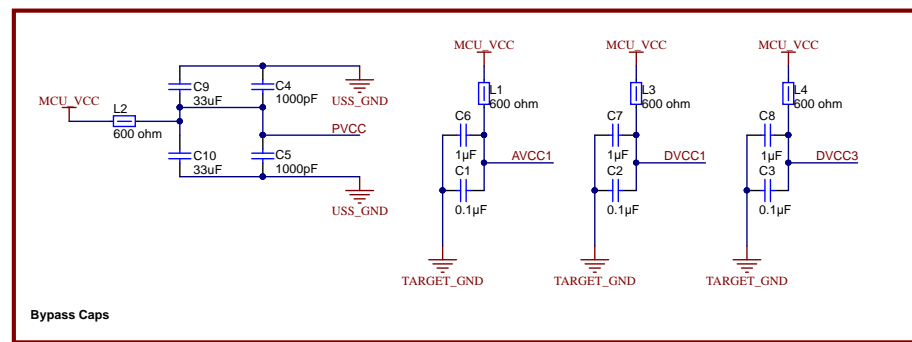 MCU_VCC
L2
600 ohm
C9
33uF
C4
1000pF
USS_GND
PVCC
C10
33uF
C5
1000pF
USS_GND
MCU_VCC
L1
600 ohm
C6
1µF
AVCC1
C1
0.1µF
TARGET_GND
MCU_VCC
L3
600 ohm
C7
1µF
DVCC1
C2
0.1µF
TARGET_GND
MCU_VCC
L4
600 ohm
C8
1µF
DVCC3
C3
0.1µF
TARGET_GND
Bypass Caps